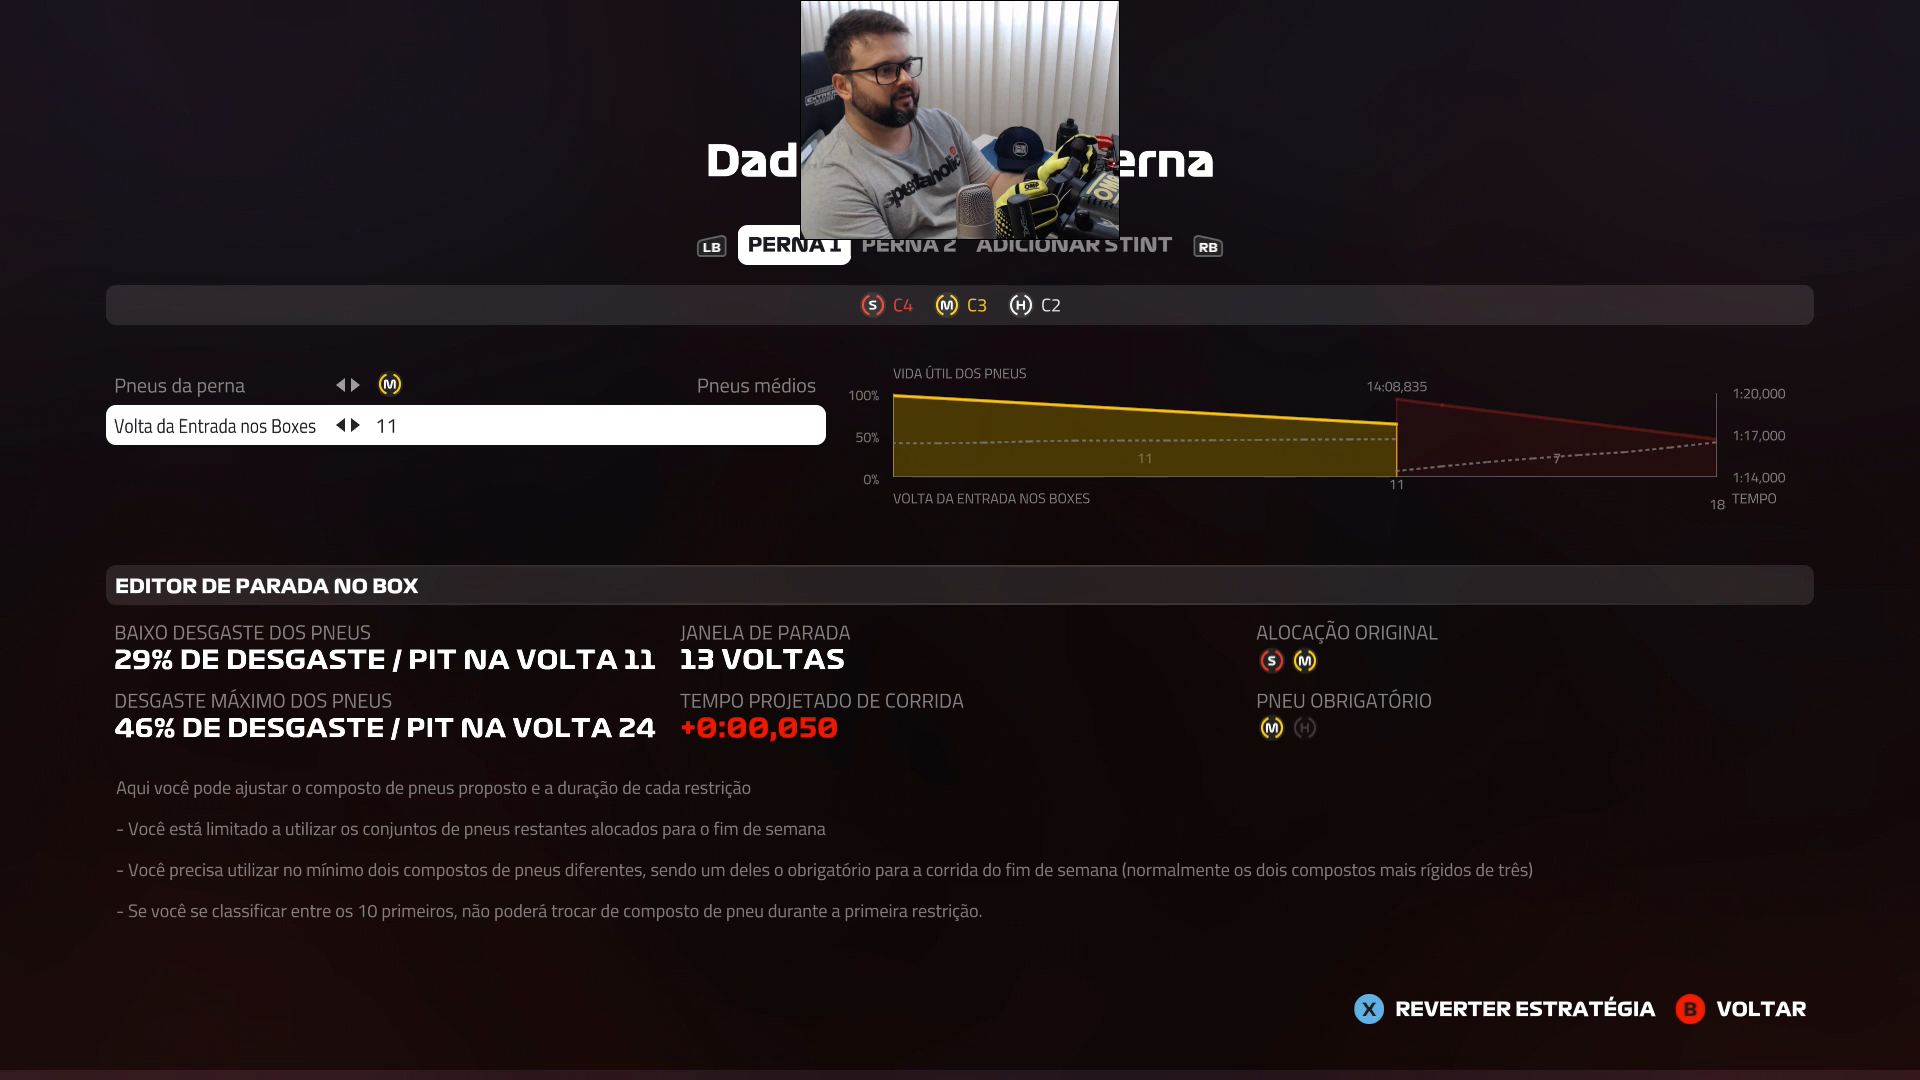 Dad erna
LB PERNA 1 PERNA 2 ADICIONAR STINT RB
S C4 M C3 H C2
Pneus da perna M Pneus médios
Volta da Entrada nos Boxes 11
VIDA ÚTIL DOS PNEUS
14:08,835
100%
50%
0%
11
7
1:20,000
1:17,000
1:14,000
11
VOLTA DA ENTRADA NOS BOXES
18
TEMPO
EDITOR DE PARADA NO BOX
BAIXO DESGASTE DOS PNEUS
29% DE DESGASTE / PIT NA VOLTA 11
DESGASTE MÁXIMO DOS PNEUS
46% DE DESGASTE / PIT NA VOLTA 24
JANELA DE PARADA
13 VOLTAS
TEMPO PROJETADO DE CORRIDA
+0:00,050
ALOCAÇÃO ORIGINAL
S M
PNEU OBRIGATÓRIO
M H
Aqui você pode ajustar o composto de pneus proposto e a duração de cada restrição
- Você está limitado a utilizar os conjuntos de pneus restantes alocados para o fim de semana
- Você precisa utilizar no mínimo dois compostos de pneus diferentes, sendo um deles o obrigatório para a corrida do fim de semana (normalmente os dois compostos mais rígidos de três)
- Se você se classificar entre os 10 primeiros, não poderá trocar de composto de pneu durante a primeira restrição.
X REVERTER ESTRATÉGIA B VOLTAR
speedaholic
OMP